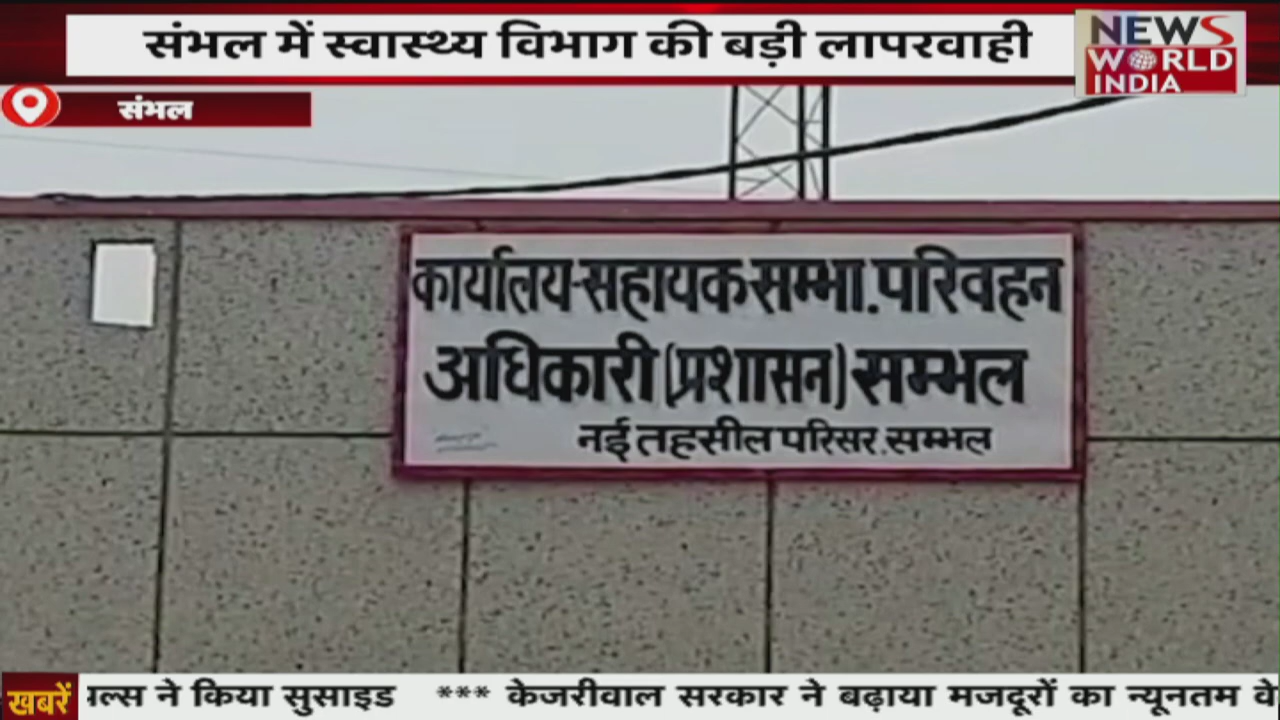 संभल में स्वास्थ्य विभाग की बड़ी लापरवाही
NEWS
WORLD
INDIA
संभल
कार्यालय-सहायक सम्भा. परिवहन
अधिकारी (प्रशासन) सम्भल
नई तहसील परिसर. सम्भल
खबरें
ने किया सुसाइड *** केजरीवाल सरकार ने बढ़ाया मजदूरों का न्यूनतम